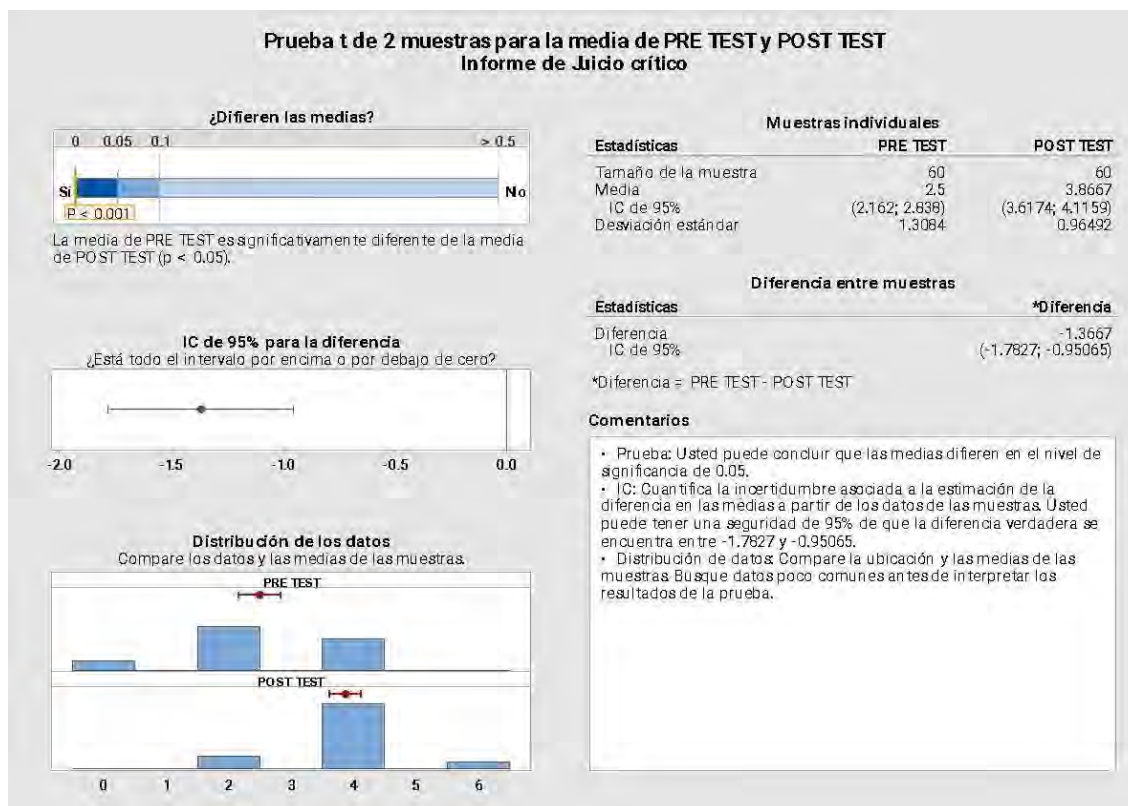 Prueba t de 2 muestras para la media de PRE TEST y POST TEST
Informe de Juicio crítico
¿Difieren las medias?
0 0.05 0.1 > 0.5
Sí No
P < 0.001
La media de PRE TEST es significativamente diferente de la media
de POST TEST (p < 0.05).
IC de 95% para la diferencia
¿Está todo el intervalo por encima o por debajo de cero?
-2.0 -1.5 -1.0 -0.5 0.0
Distribución de los datos
Compare los datos y las medias de las muestras.
PRE TEST
POST TEST
0 1 2 3 4 5 6
Muestras individuales
Estadísticas PRE TEST POST TEST
Tamaño de la muestra 60 60
Media 2.5 3.8667
IC de 95% (2.162; 2.838) (3.6174; 4.1159)
Desviación estándar 1.3084 0.96492
Diferencia entre muestras
Estadísticas *Diferencia
Diferencia -1.3667
IC de 95% (-1.7827; -0.95065)
*Diferencia = PRE TEST - POST TEST
Comentarios
• Prueba: Usted puede concluir que las medias difieren en el nivel de
significancia de 0.05.
• IC: Cuantifica la incertidumbre asociada a la estimación de la
diferencia en las medias a partir de los datos de las muestras. Usted
puede tener una seguridad de 95% de que la diferencia verdadera se
encuentra entre -1.7827 y -0.95065.
• Distribución de datos: Compare la ubicación y las medias de las
muestras. Busque datos poco comunes antes de interpretar los
resultados de la prueba.